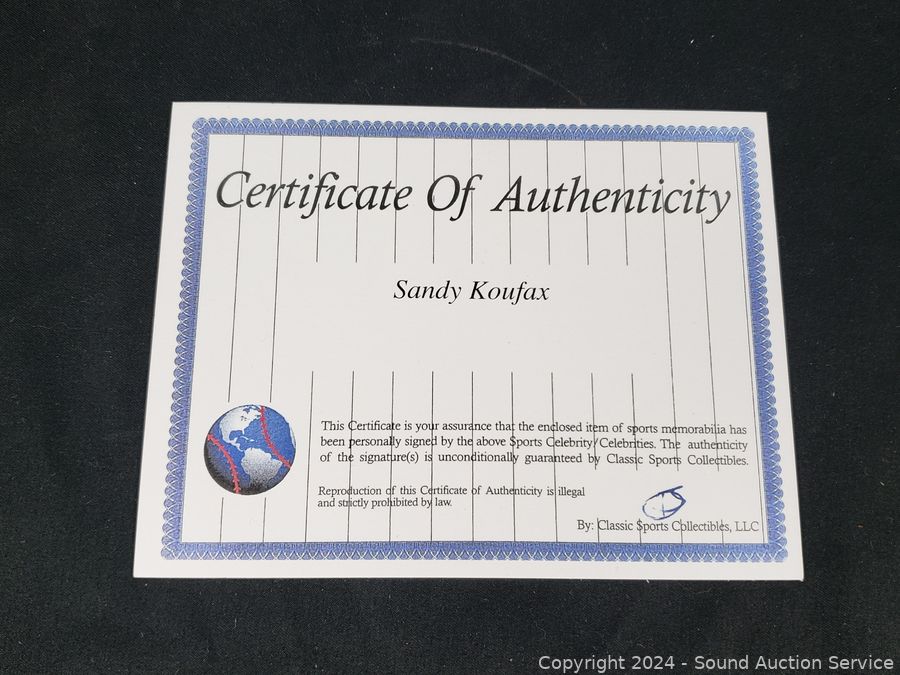 Certificate Of Authenticity
Sandy Koufax
This Certificate is your assurance that the enclosed item of sports memorabilia has
been personally signed by the above Sports Celebrity/Celebrities. The authenticity
of the signature(s) is unconditionally guaranteed by Classic Sports Collectibles.
Reproduction of this Certificate of Authenticity is illegal
and strictly prohibited by law.
By: Classic Sports Collectibles, LLC
Copyright 2024 - Sound Auction Service